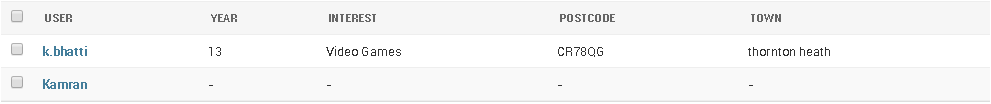 USER YEAR INTEREST POSTCODE TOWN
k.bhatti 13 Video Games CR78QG thornton heath
Kamran - - - -